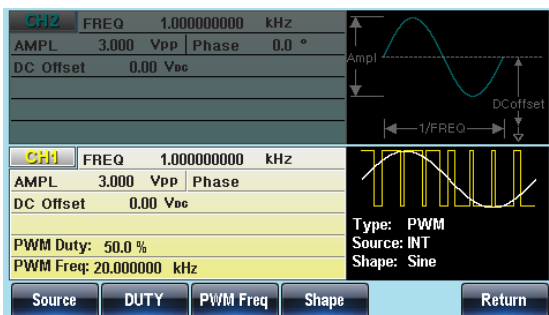 CH2 FREQ 1.000000000 kHz
AMPL 3.000 Vpp Phase 0.0 °
DC Offset 0.00 VDC
Ampl
DCoffset
1/FREQ
CH1 FREQ 1.000000000 kHz
AMPL 3.000 Vpp Phase
DC Offset 0.00 VDC
PWM Duty: 50.0 %
PWM Freq: 20.000000 kHz
Type: PWM
Source: INT
Shape: Sine
Source DUTY PWM Freq Shape Return